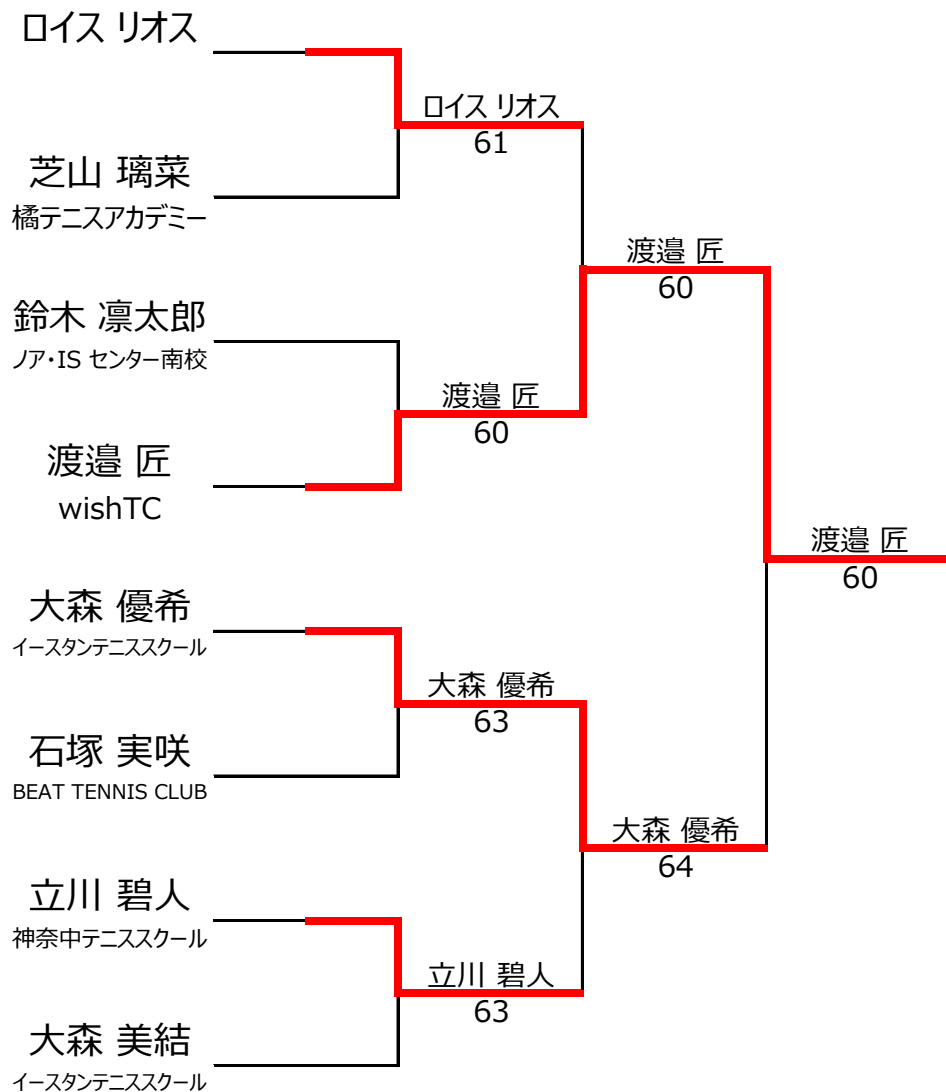 ロイス リオス
芝山 璃菜
橘テニスアカデミー
鈴木 凛太郎
ノア・IS センター南校
渡邉 匠
wishTC
大森 優希
イースタンテニススクール
石塚 実咲
BEAT TENNIS CLUB
立川 碧人
神奈中テニススクール
大森 美結
イースタンテニススクール
ロイス リオス
61
渡邉 匠
60
大森 優希
63
立川 碧人
63
渡邉 匠
60
大森 優希
64
渡邉 匠
60